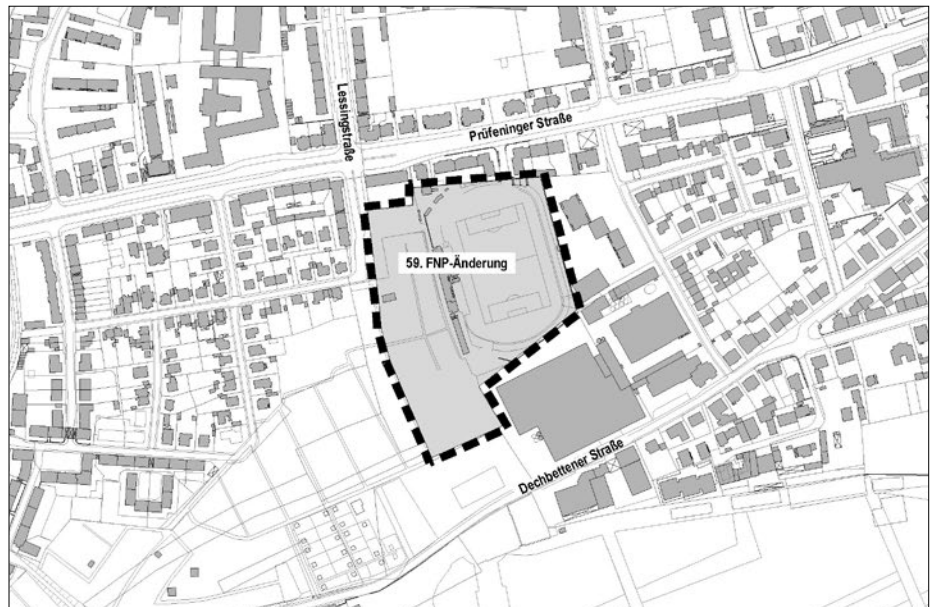 Lessingstraße
Prüfeninger Straße
59. FNP-Änderung
Dechbettener Straße